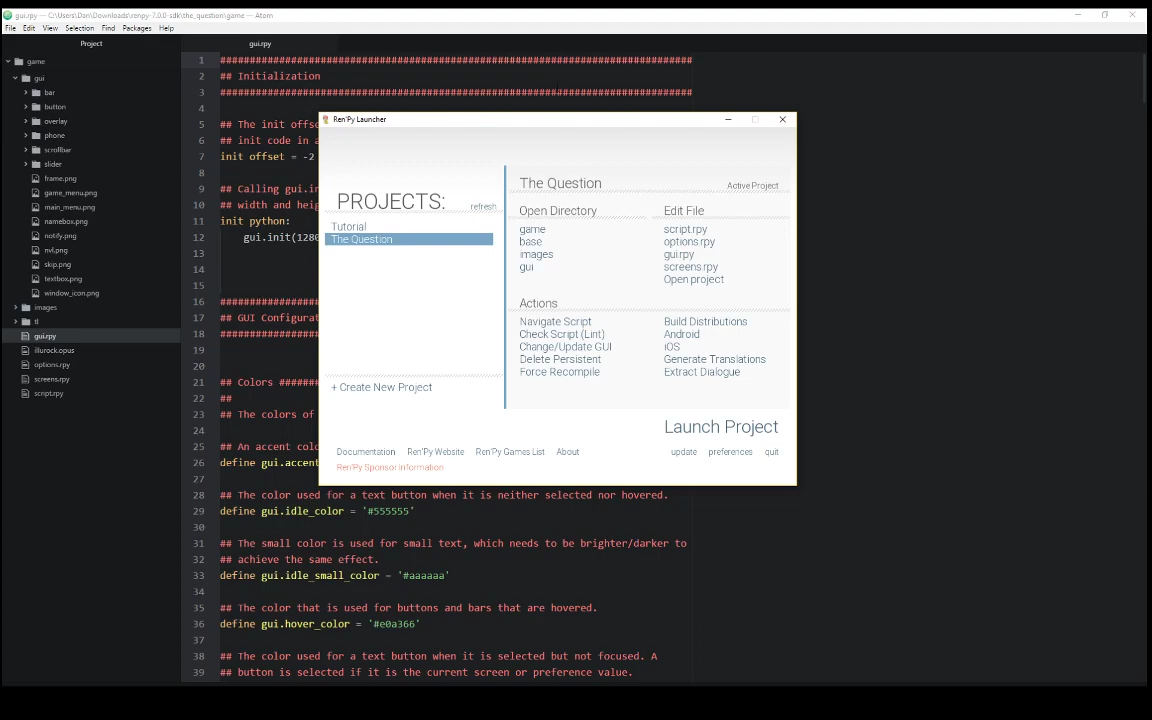 gui.rpy — C:\Users\Dan\Downloads\renpy-7.0.0-sdk\the_question\game — Atom
File Edit View Selection Find Packages Help
Project
game
gui
bar
button
overlay
phone
scrollbar
slider
frame.png
game_menu.png
main_menu.png
namebox.png
notify.png
nvl.png
skip.png
textbox.png
window_icon.png
images
tl
gui.rpy
illurock.opus
options.rpy
screens.rpy
script.rpy
gui.rpy
1 ################################################################################
2 ## Initialization
3 ################################################################################
4
5 ## The init offse
6 ## init code in a
7 init offset = -2
8
9 ## Calling gui.in
10 ## width and heig
11 init python:
12 gui.init(1280
13
14
15
16 #################
17 ## GUI Configurat
18 #################
19
20
21 ## Colors #######
22 ##
23 ## The colors of
24
25 ## An accent colo
26 define gui.accent
27
28 ## The color used for a text button when it is neither selected nor hovered.
29 define gui.idle_color = '#555555'
30
31 ## The small color is used for small text, which needs to be brighter/darker to
32 ## achieve the same effect.
33 define gui.idle_small_color = '#aaaaaa'
34
35 ## The color that is used for buttons and bars that are hovered.
36 define gui.hover_color = '#e0a366'
37
38 ## The color used for a text button when it is selected but not focused. A
39 ## button is selected if it is the current screen or preference value.
Ren'Py Launcher
PROJECTS: refresh
Tutorial
The Question
+ Create New Project
The Question Active Project
Open Directory
game
base
images
gui
Edit File
script.rpy
options.rpy
gui.rpy
screens.rpy
Open project
Actions
Navigate Script
Check Script (Lint)
Change/Update GUI
Delete Persistent
Force Recompile
Build Distributions
Android
iOS
Generate Translations
Extract Dialogue
Launch Project
Documentation Ren'Py Website Ren'Py Games List About
update preferences quit
Ren'Py Sponsor Information